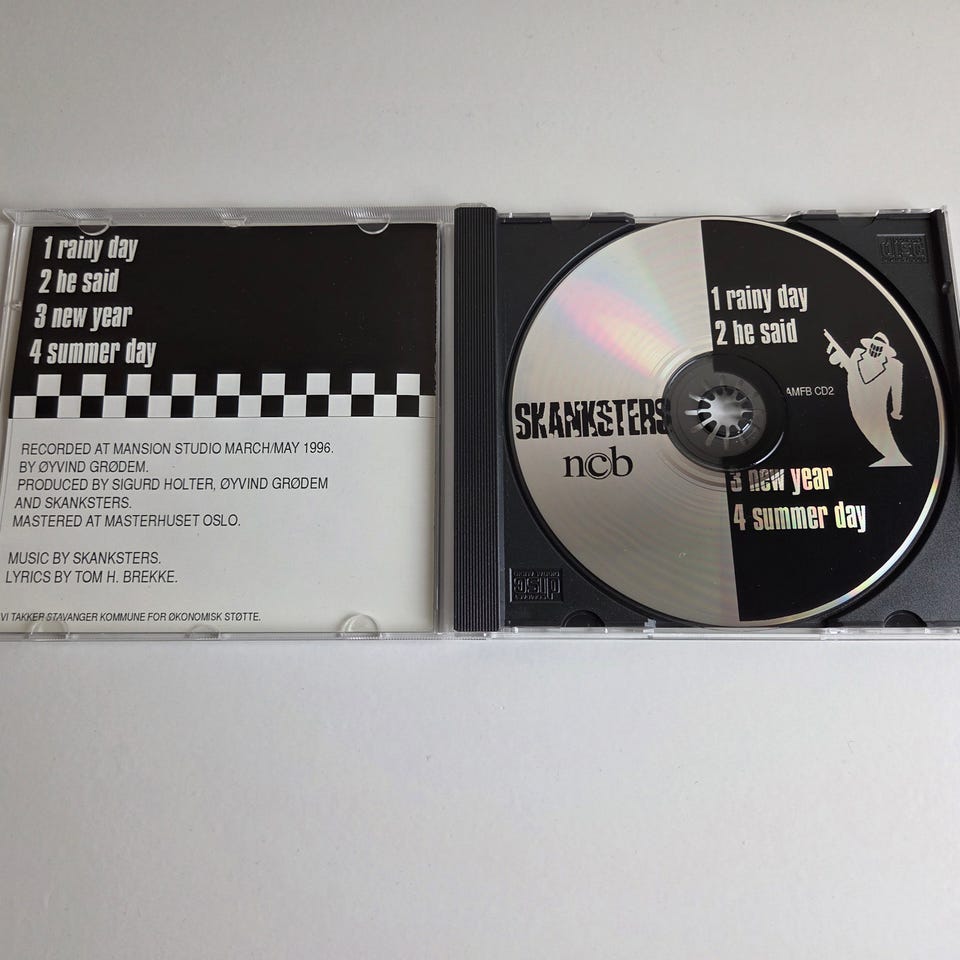 1 rainy day
2 he said
3 new year
4 summer day
RECORDED AT MANSION STUDIO MARCH/MAY 1996.
BY ØYVIND GRØDEM.
PRODUCED BY SIGURD HOLTER, ØYVIND GRØDEM
AND SKANKSTERS.
MASTERED AT MASTERHUSET OSLO.
MUSIC BY SKANKSTERS.
LYRICS BY TOM H. BREKKE.
VI TAKKER STAVANGER KOMMUNE FOR ØKONOMISK STØTTE.
1 rainy day
2 he said
AMFB CD2
SKANKSTERS
ncb
3 new year
4 summer day
disc
disc